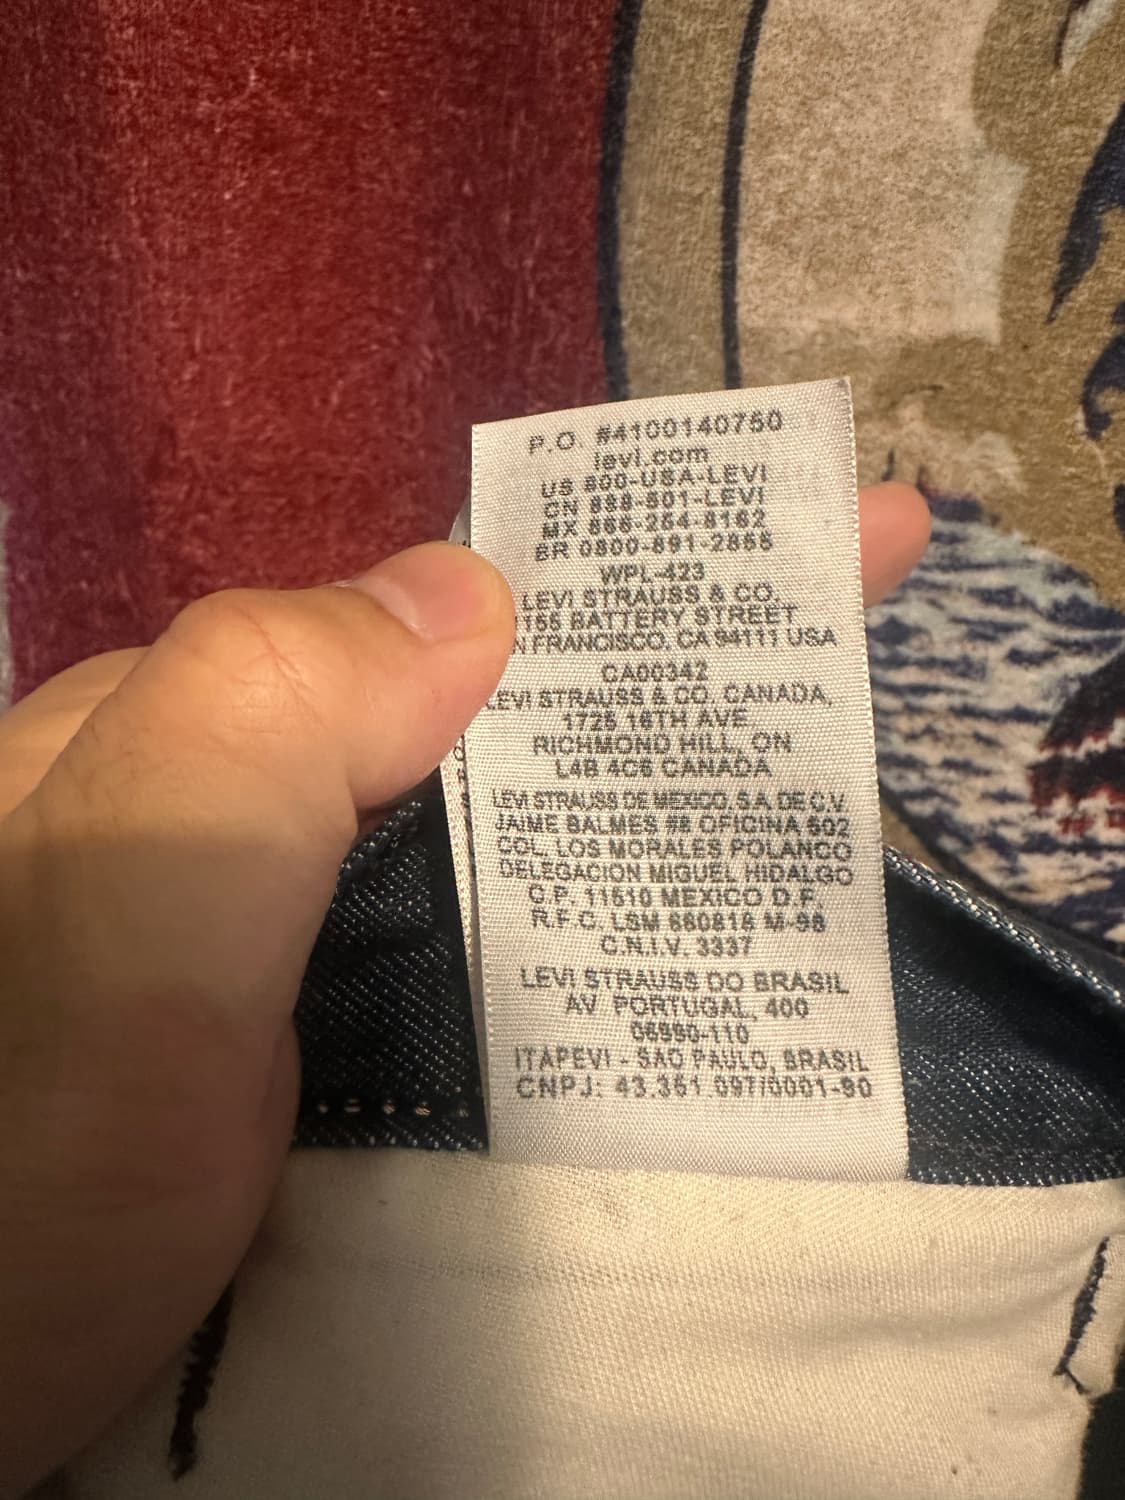 P.O. #4100140750
levi.com
US 800-USA-LEVI
CN 888-501-LEVI
MX 866-254-8162
BR 0800-891-2855
WPL-423
LEVI STRAUSS & CO.
1155 BATTERY STREET
N FRANCISCO, CA 94111 USA
CA00342
LEVI STRAUSS & CO. CANADA,
1725 16TH AVE
RICHMOND HILL, ON
L4B 4C6 CANADA
LEVI STRAUSS DE MEXICO, S.A. DE C.V.
JAIME BALMES #8 OFICINA 502
COL. LOS MORALES POLANCO
DELEGACION MIGUEL HIDALGO
C.P. 11510 MEXICO D.F.
R.F.C. LSM 660818 M-98
C.N.I.V. 3337
LEVI STRAUSS DO BRASIL
AV PORTUGAL, 400
06690-110
ITAPEVI - SAO PAULO, BRASIL
CNPJ: 43.361.097/0001-90